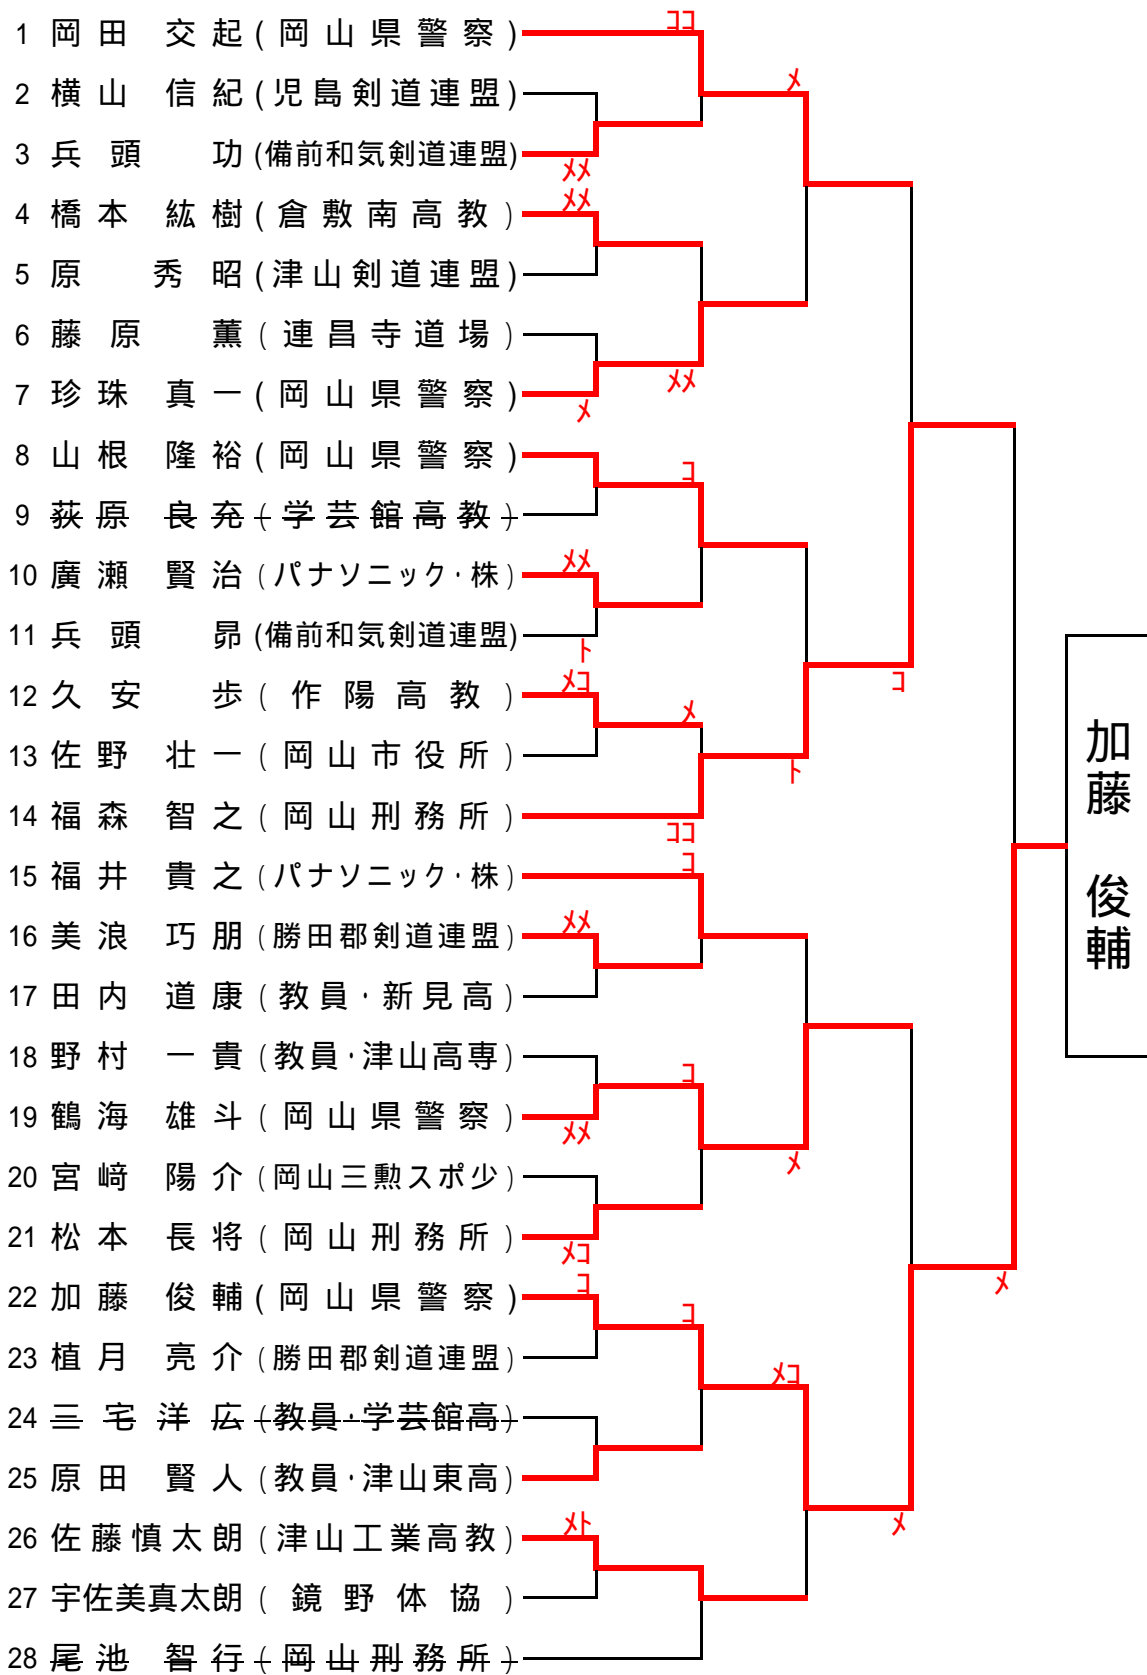 ココ
1 岡田 交起(岡山県警察)
メ
2 横山 信紀(児島剣道連盟)
3 兵頭 功(備前和気剣道連盟)
メメ
メメ
4 橋本 紘樹(倉敷南高教)
5 原 秀昭(津山剣道連盟)
6 藤原 薫(連昌寺道場)
メメ
7 珍珠 真一(岡山県警察)
メ
8 山根 隆裕(岡山県警察)
コ
9 荻原 良充(学芸館高教)
メメ
10 廣瀬 賢治(パナソニック・株)
11 兵頭 昴(備前和気剣道連盟)
ト
メコ
コ
12 久安 歩(作陽高教)
メ
13 佐野 壮一(岡山市役所)
ト
14 福森 智之(岡山刑務所)
ココ
コ
15 福井 貴之(パナソニック・株)
メメ
16 美浪 巧朋(勝田郡剣道連盟)
加藤 俊輔
17 田内 道康(教員・新見高)
18 野村 一貴(教員・津山高専)
コ
19 鶴海 雄斗(岡山県警察)
メメ
メ
20 宮﨑 陽介(岡山三勲スポ少)
21 松本 長将(岡山刑務所)
メコ
コ
メ
22 加藤 俊輔(岡山県警察)
コ
23 植月 亮介(勝田郡剣道連盟)
メコ
24 三宅洋広(教員・学芸館高)
25 原田 賢人(教員・津山東高)
メト
メ
26 佐藤慎太朗(津山工業高教)
27 宇佐美真太朗(鏡野体協)
28 尾池 智行(岡山刑務所)